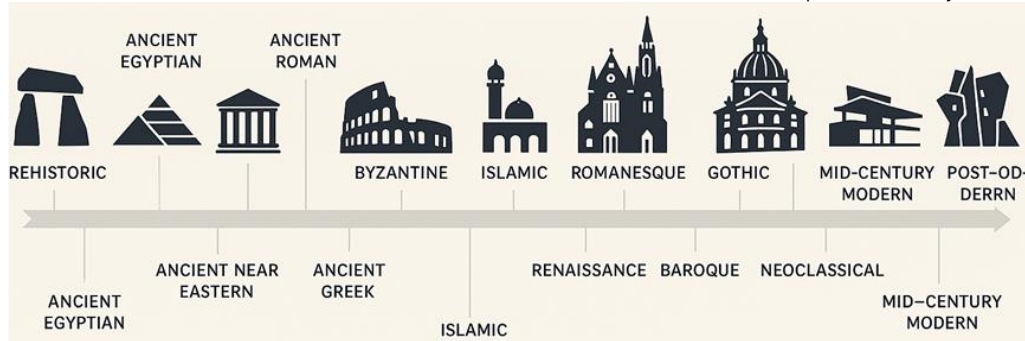 ANCIENT
EGYPTIAN
ANCIENT
ROMAN
REHISTORIC
BYZANTINE
ISLAMIC
ROMANESQUE
GOTHIC
MID-CENTURY
MODERN
POST–OD-
DERRN
ANCIENT
EGYPTIAN
ANCIENT NEAR
EASTERN
ANCIENT
GREEK
ISLAMIC
RENAISSANCE
BAROQUE
NEOCLASSICAL
MID–CENTURY
MODERN